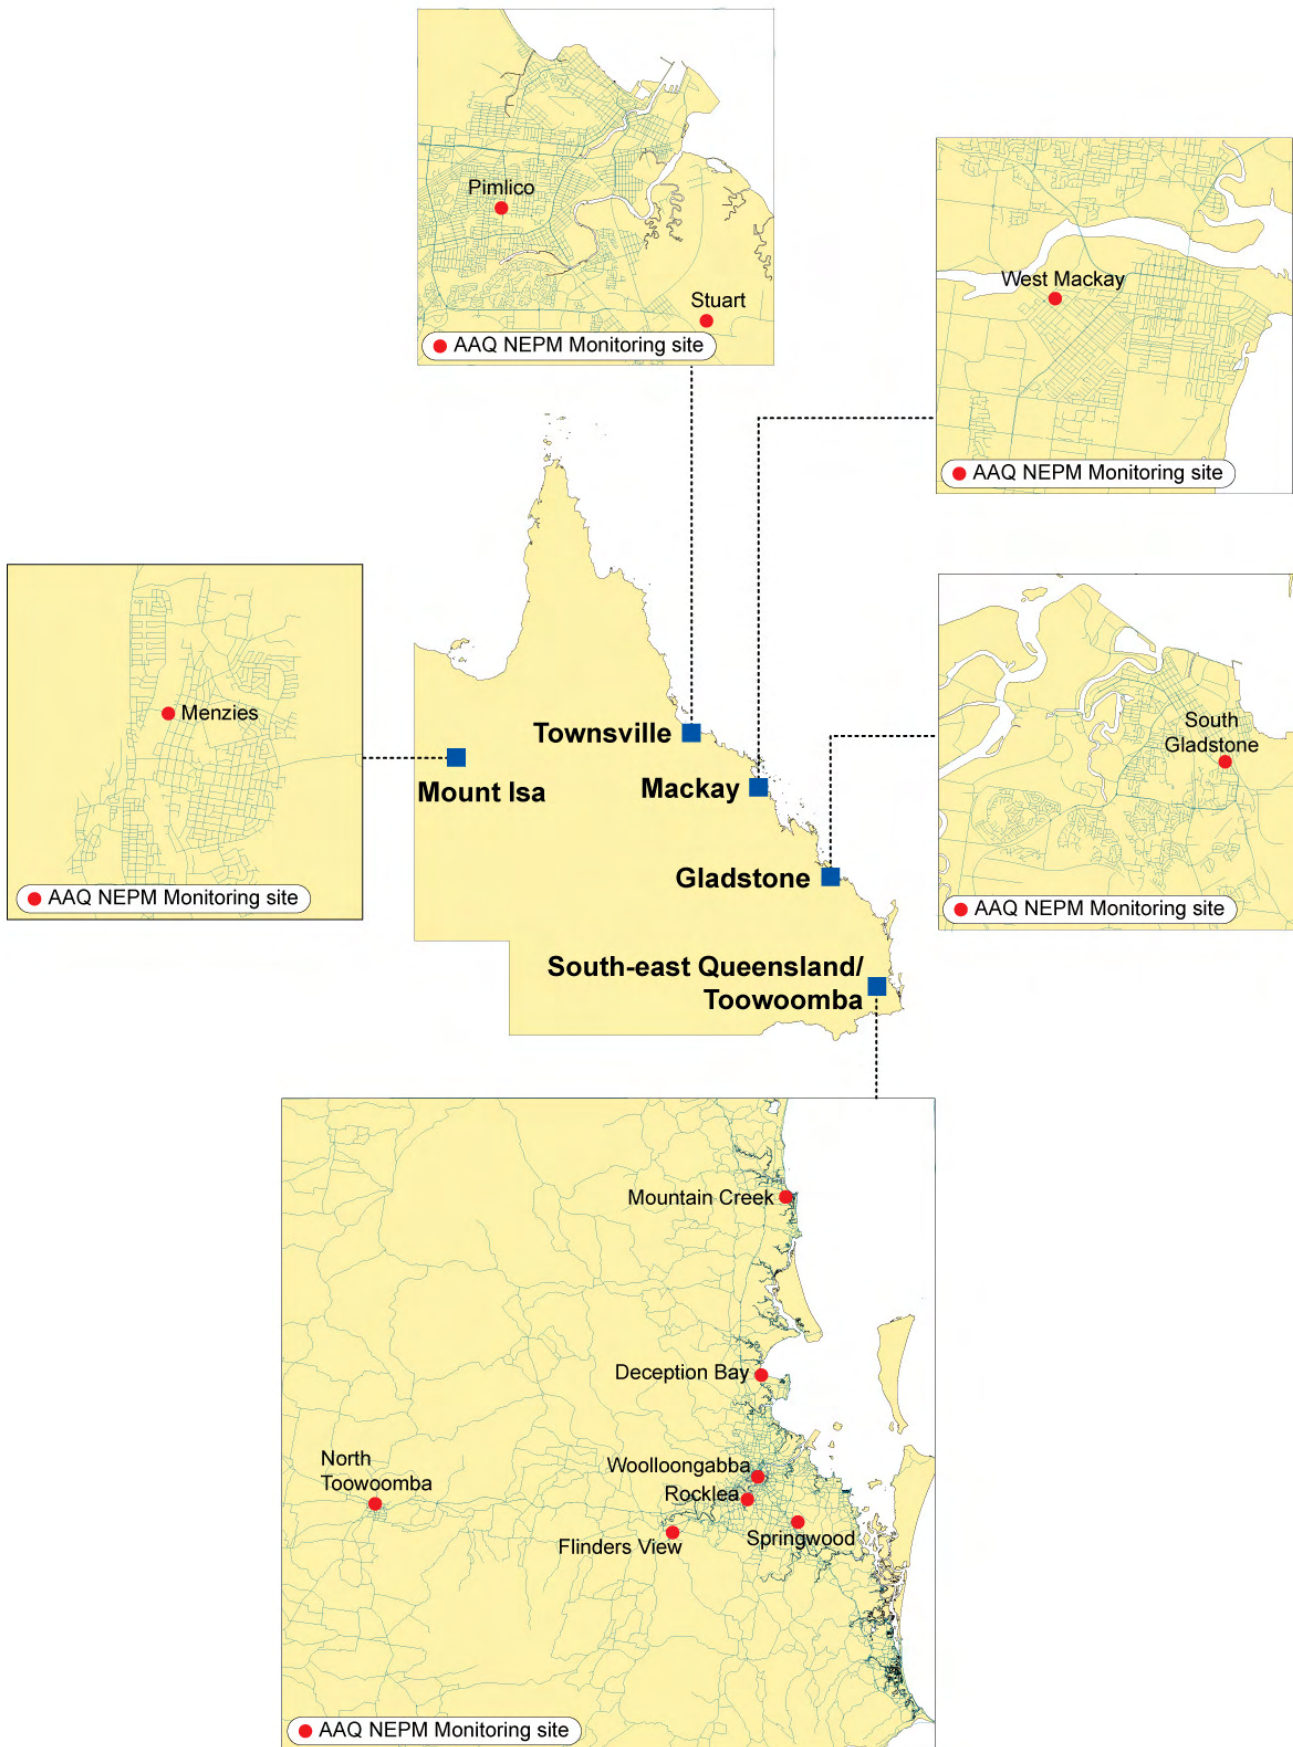 Pimlico
Stuart
AAQ NEPM Monitoring site
West Mackay
AAQ NEPM Monitoring site
Menzies
AAQ NEPM Monitoring site
South
Gladstone
AAQ NEPM Monitoring site
Townsville
Mount Isa
Mackay
Gladstone
South-east Queensland/
Toowoomba
Mountain Creek
Deception Bay
North
Toowoomba
Woolloongabba
Rocklea
Springwood
Flinders View
AAQ NEPM Monitoring site